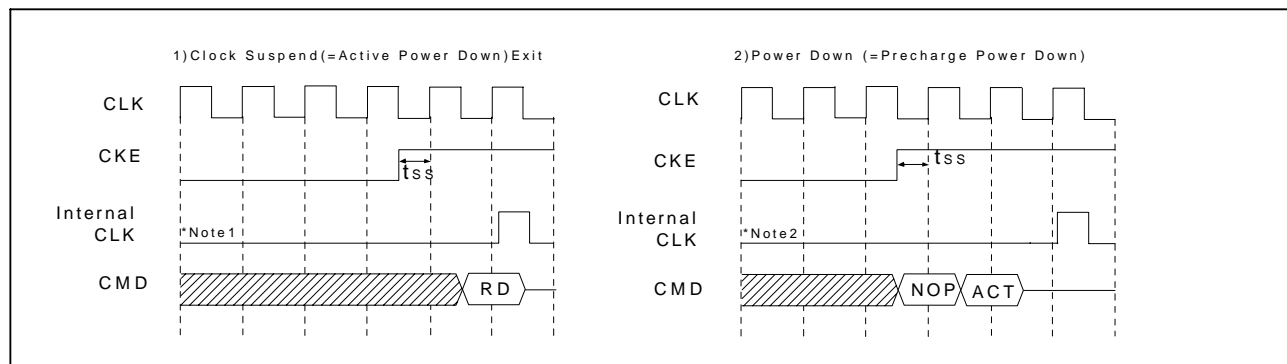 1)Clock Suspend(=Active Power Down)Exit
CLK
CKE
tss
Internal
CLK
*Note1
CMD
RD
2)Power Down (=Precharge Power Down)
CLK
CKE
tss
Internal
CLK
*Note2
CMD
NOP
ACT